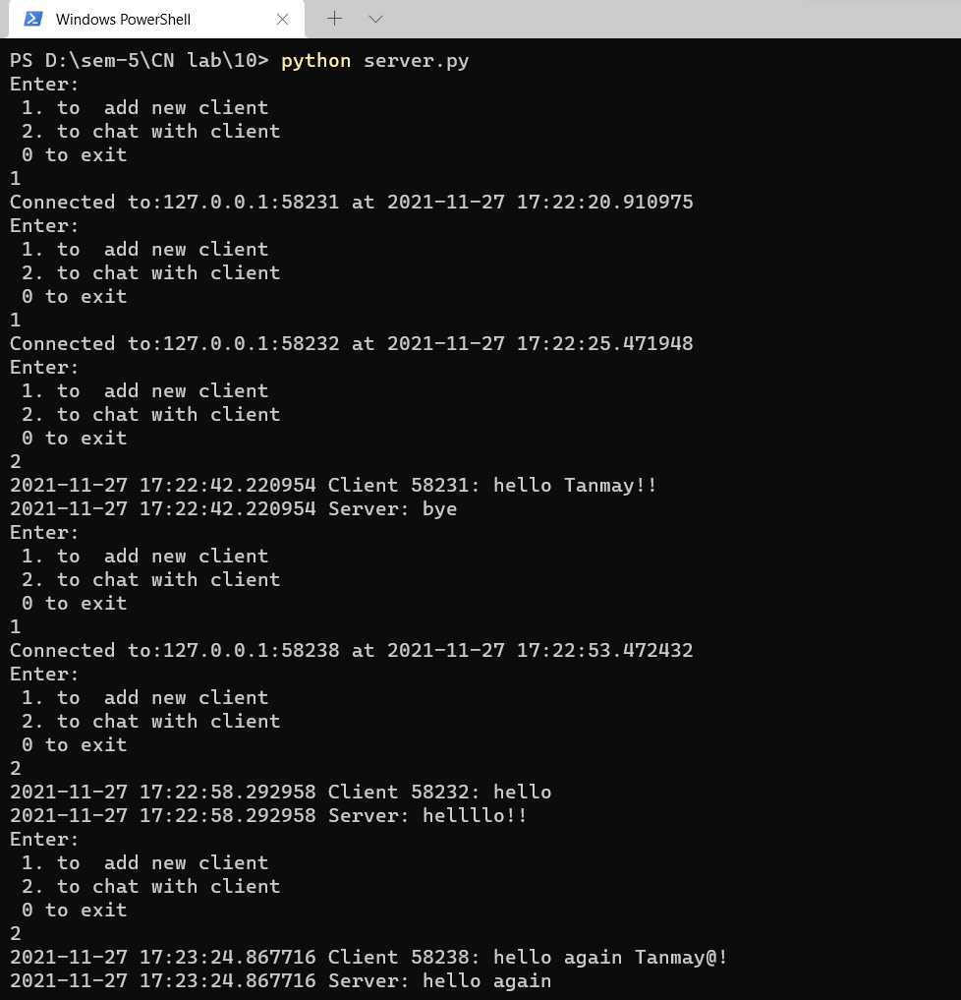 Windows PowerShell
PS D:\sem-5\CN lab\10> python server.py
Enter:
 1. to  add new client
 2. to chat with client
 0 to exit
1
Connected to:127.0.0.1:58231 at 2021-11-27 17:22:20.910975
Enter:
 1. to  add new client
 2. to chat with client
 0 to exit
1
Connected to:127.0.0.1:58232 at 2021-11-27 17:22:25.471948
Enter:
 1. to  add new client
 2. to chat with client
 0 to exit
2
2021-11-27 17:22:42.220954 Client 58231: hello Tanmay!!
2021-11-27 17:22:42.220954 Server: bye
Enter:
 1. to  add new client
 2. to chat with client
 0 to exit
1
Connected to:127.0.0.1:58238 at 2021-11-27 17:22:53.472432
Enter:
 1. to  add new client
 2. to chat with client
 0 to exit
2
2021-11-27 17:22:58.292958 Client 58232: hello
2021-11-27 17:22:58.292958 Server: hellllo!!
Enter:
 1. to  add new client
 2. to chat with client
 0 to exit
2
2021-11-27 17:23:24.867716 Client 58238: hello again Tanmay@!
2021-11-27 17:23:24.867716 Server: hello again